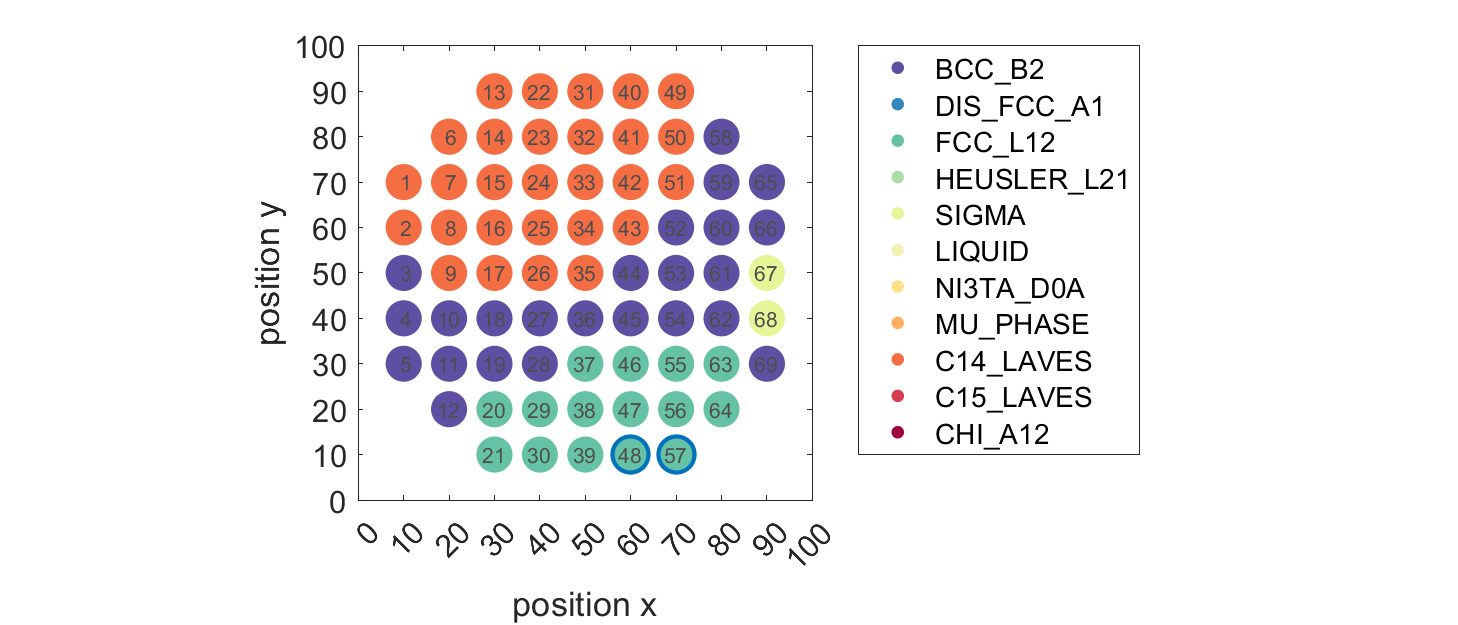 100
90
80
70
60
50
40
30
20
10
0
position y
13 22 31 40 49
6 14 23 32 41 50 58
1 7 15 24 33 42 51 59 65
2 8 16 25 34 43 52 60 66
3 9 17 26 35 44 53 61 67
4 10 18 27 36 45 54 62 68
5 11 19 28 37 46 55 63 69
12 20 29 38 47 56 64
21 30 39 48 57
0 10 20 30 40 50 60 70 80 90 100
position x
BCC_B2
DIS_FCC_A1
FCC_L12
HEUSLER_L21
SIGMA
LIQUID
NI3TA_D0A
MU_PHASE
C14_LAVES
C15_LAVES
CHI_A12